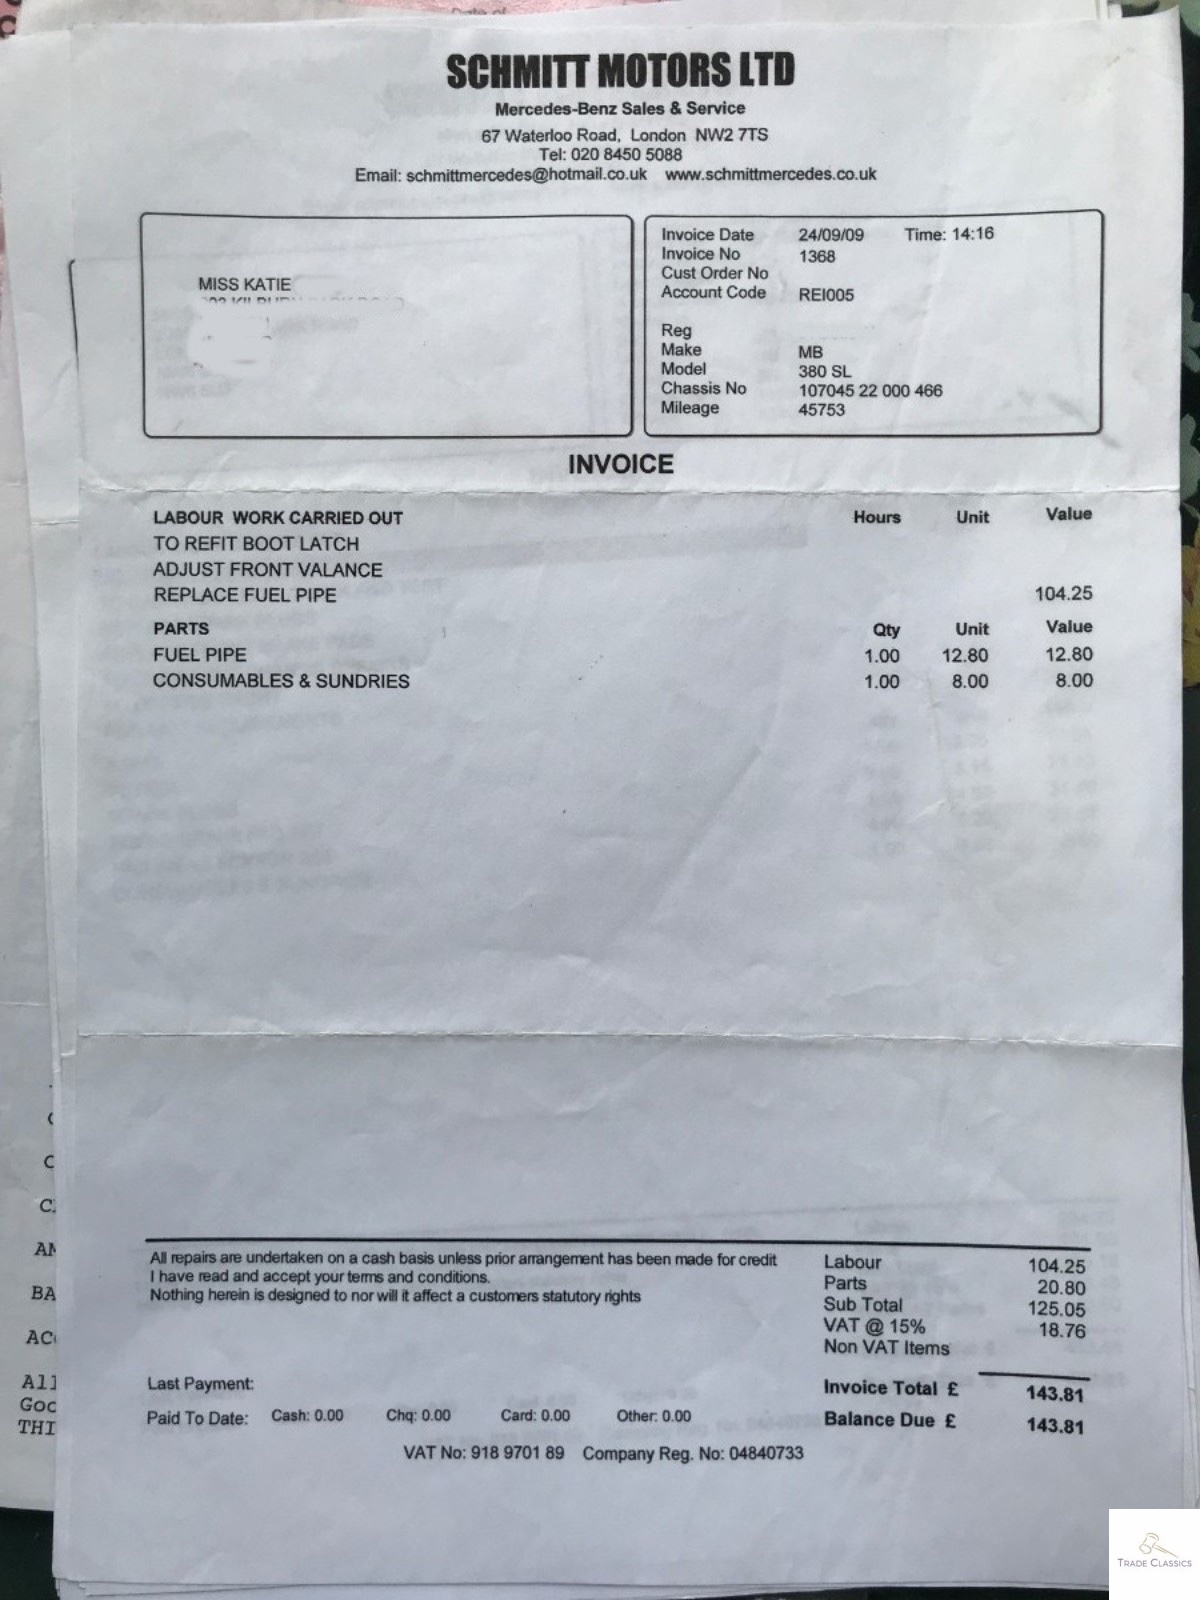 SCHMITT MOTORS LTD
Mercedes-Benz Sales & Service
67 Waterloo Road, London NW2 7TS
Tel: 020 8450 5088
Email: schmittmercedes@hotmail.co.uk www.schmittmercedes.co.uk
MISS KATIE
Invoice Date 24/09/09 Time: 14:16
Invoice No 1368
Cust Order No
Account Code REI005
Reg
Make MB
Model 380 SL
Chassis No 107045 22 000 466
Mileage 45753
INVOICE
LABOUR WORK CARRIED OUT Hours Unit Value
TO REFIT BOOT LATCH
ADJUST FRONT VALANCE
REPLACE FUEL PIPE 104.25
PARTS Qty Unit Value
FUEL PIPE 1.00 12.80 12.80
CONSUMABLES & SUNDRIES 1.00 8.00 8.00
All repairs are undertaken on a cash basis unless prior arrangement has been made for credit
I have read and accept your terms and conditions.
Nothing herein is designed to nor will it affect a customers statutory rights
Labour 104.25
Parts 20.80
Sub Total 125.05
VAT @ 15% 18.76
Non VAT Items
Invoice Total £ 143.81
Balance Due £ 143.81
Last Payment:
Paid To Date: Cash: 0.00 Chq: 0.00 Card: 0.00 Other: 0.00
VAT No: 918 9701 89 Company Reg. No: 04840733
BA
All
THI
TRADE CLASSICS